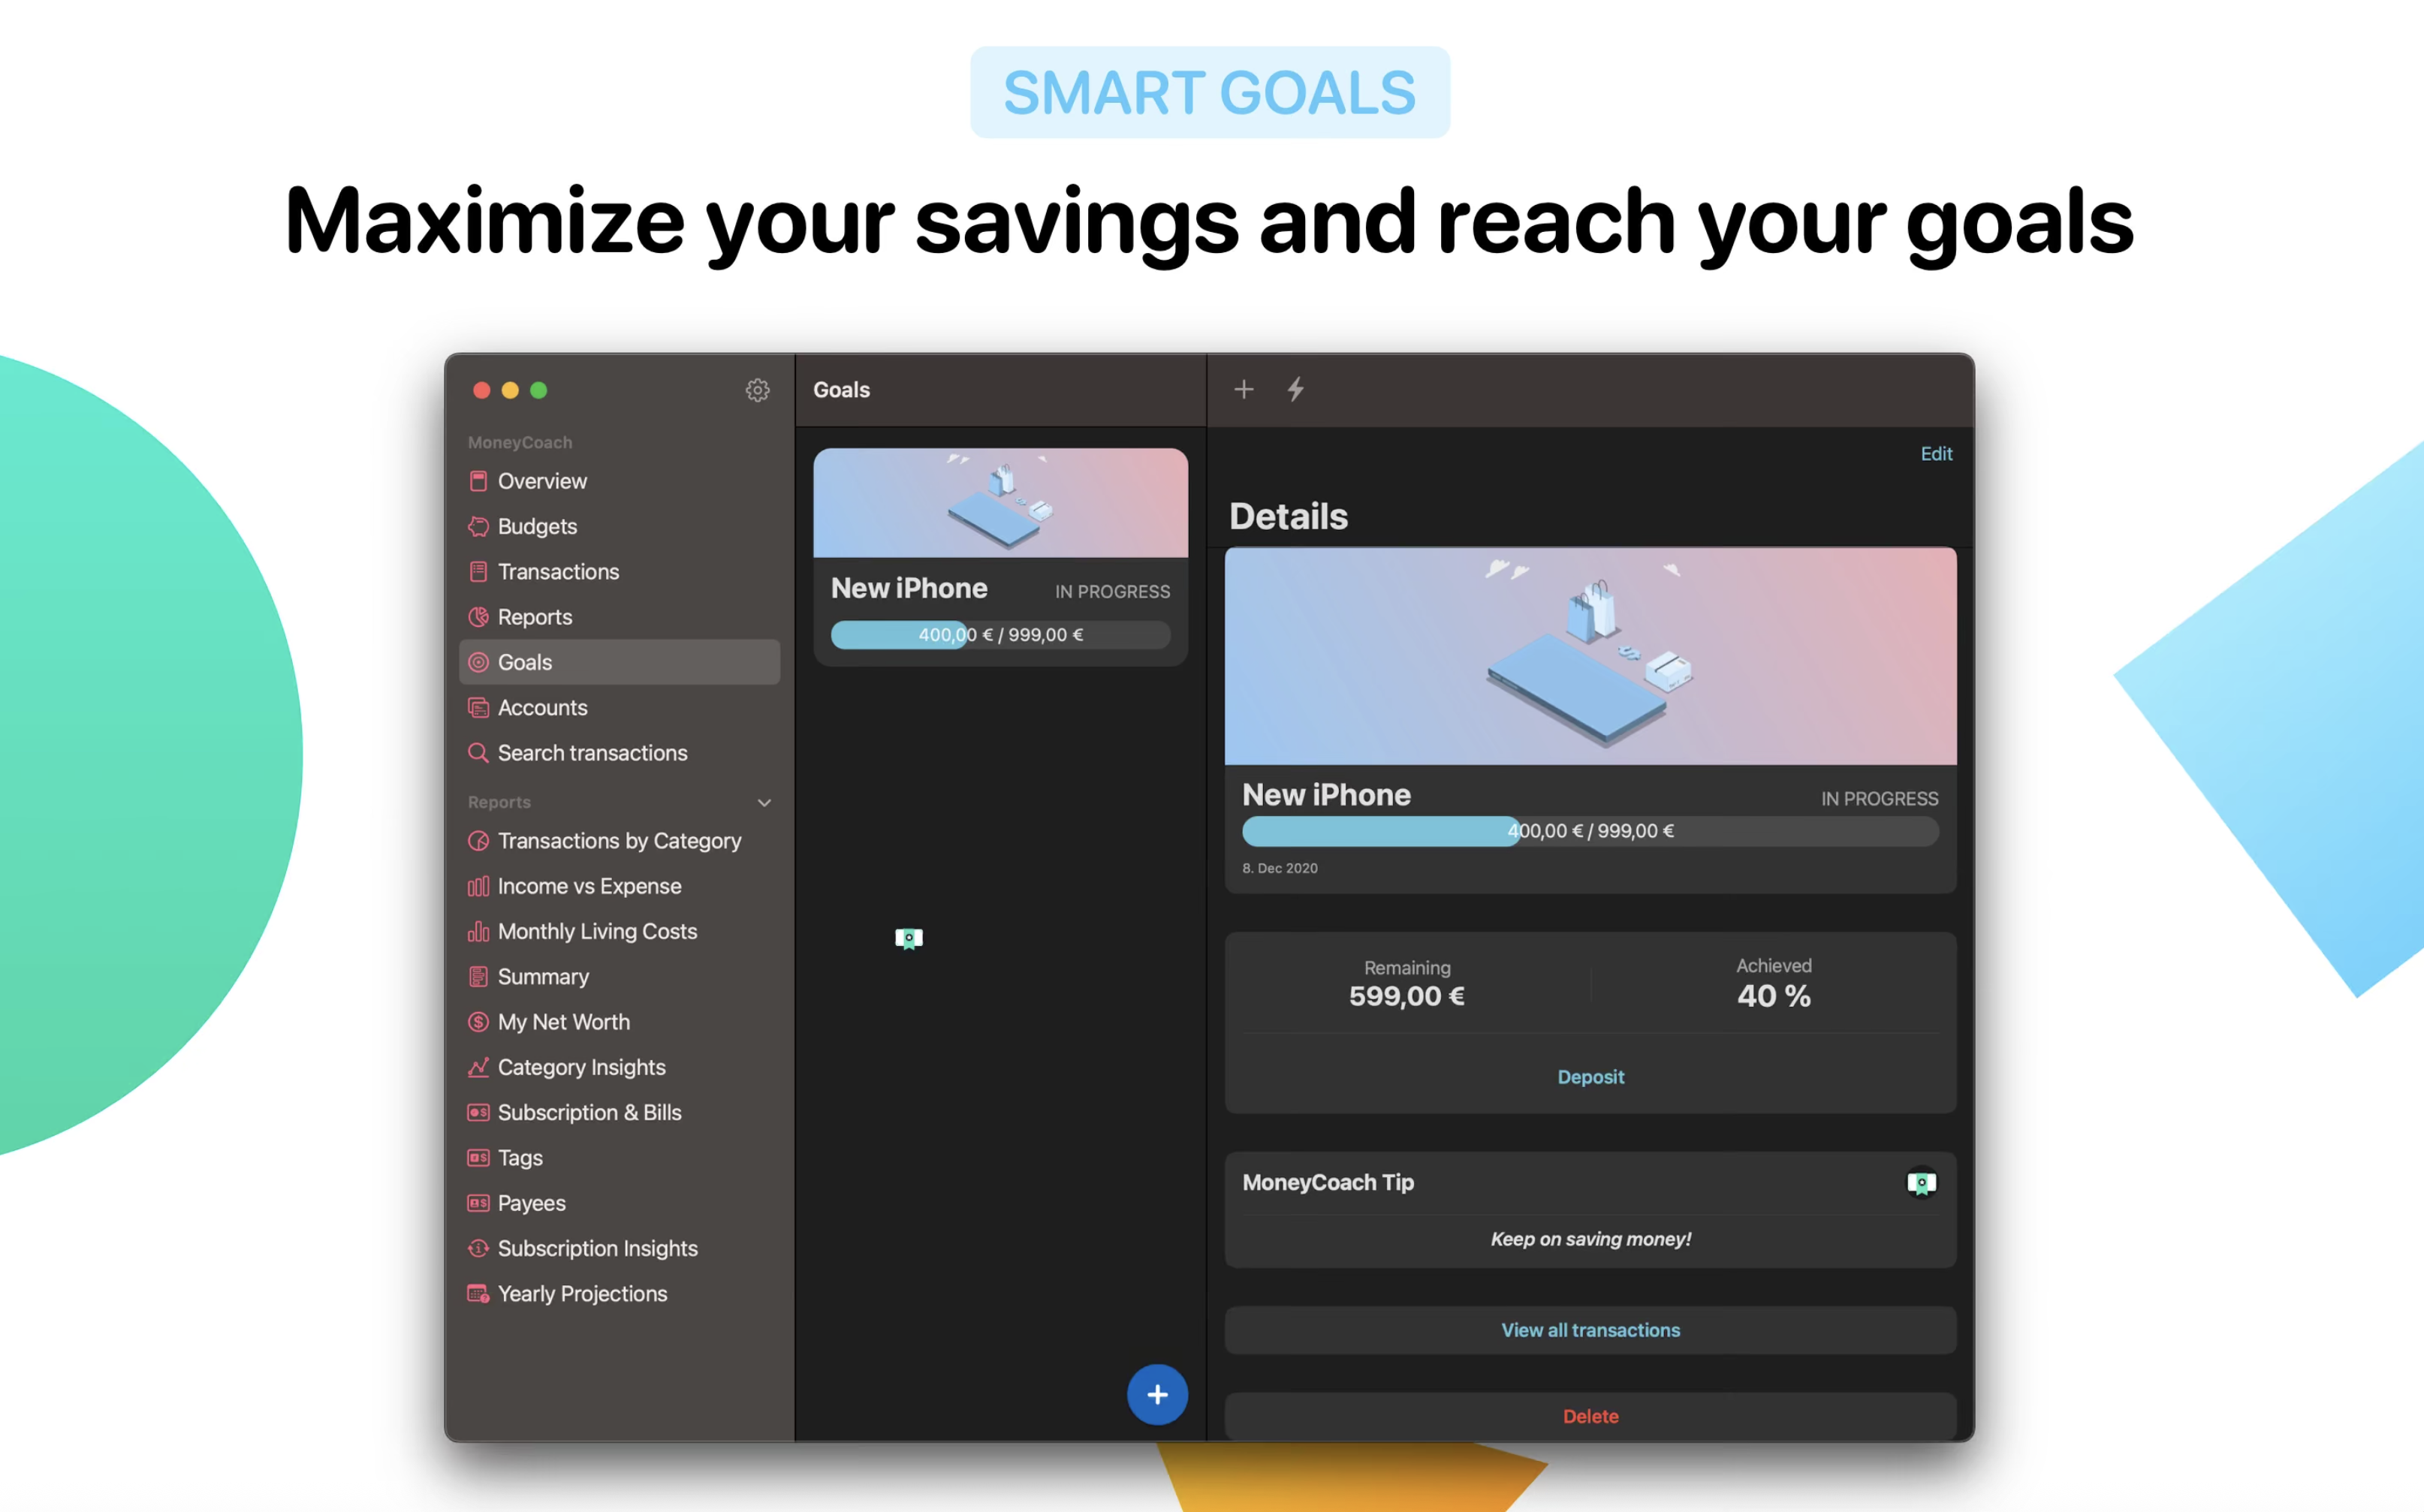 SMART GOALS
Maximize your savings and reach your goals
MoneyCoach
Overview
Budgets
Transactions
Reports
Goals
Accounts
Search transactions
Reports
Transactions by Category
Income vs Expense
Monthly Living Costs
Summary
My Net Worth
Category Insights
Subscription & Bills
Tags
Payees
Subscription Insights
Yearly Projections
Goals
New iPhone IN PROGRESS
400,00 € / 999,00 €
Edit
Details
New iPhone IN PROGRESS
400,00 € / 999,00 €
8. Dec 2020
Remaining Achieved
599,00 € 40 %
Deposit
MoneyCoach Tip
Keep on saving money!
View all transactions
Delete